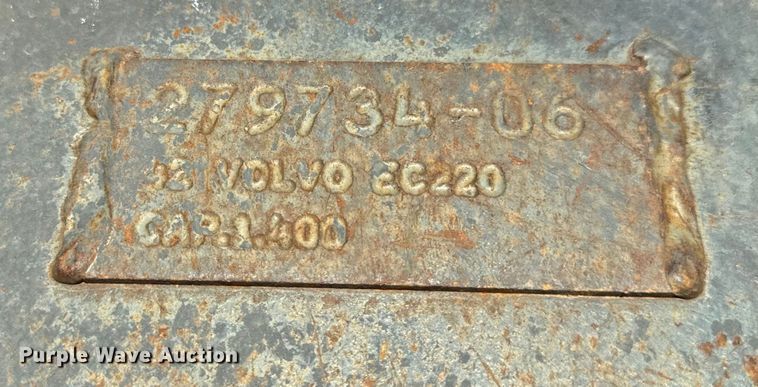 279734-06
VOLVO EC220
CAP.1.400
Purple Wave Auction